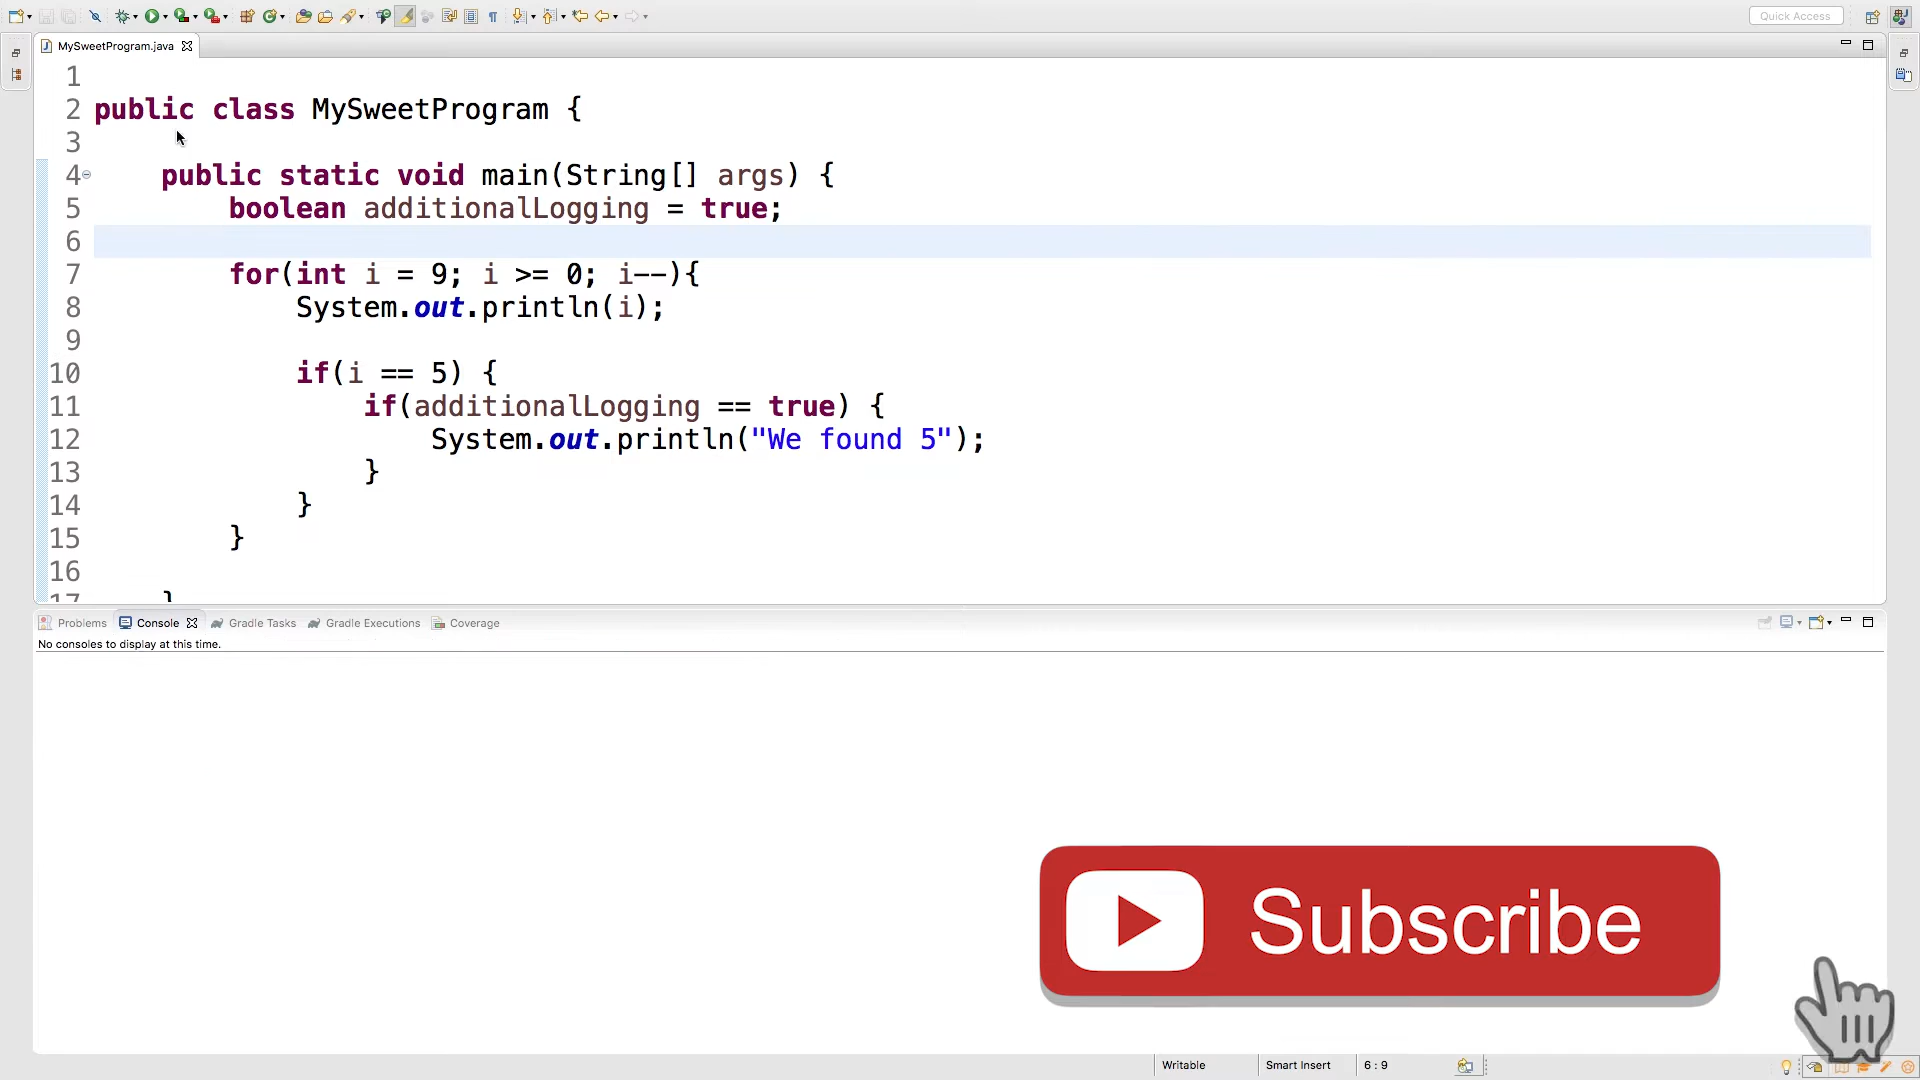 Quick Access
MySweetProgram.java
1
2 public class MySweetProgram {
3
4 public static void main(String[] args) {
5 boolean additionalLogging = true;
6
7 for(int i = 9; i >= 0; i--){
8 System.out.println(i);
9
10 if(i == 5) {
11 if(additionalLogging == true) {
12 System.out.println("We found 5");
13 }
14 }
15 }
16
17 }
Problems Console Gradle Tasks Gradle Executions Coverage
No consoles to display at this time.
Subscribe
Writable Smart Insert 6 : 9